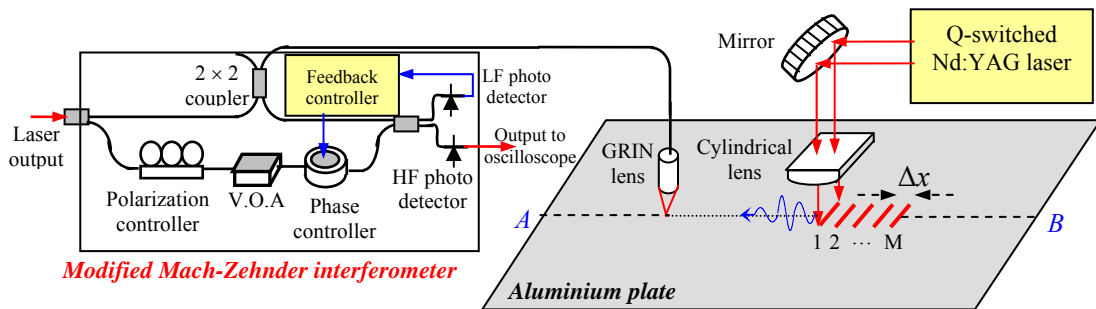 2 × 2
coupler
Feedback
controller
LF photo
detector
Laser
output
Polarization
controller
V.O.A
Phase
controller
HF photo
detector
Output to
oscilloscope
Modified Mach-Zehnder interferometer
Mirror
Q-switched
Nd:YAG laser
GRIN
lens
Cylindrical
lens
Δx
A
B
1 2 ··· M
Aluminium plate